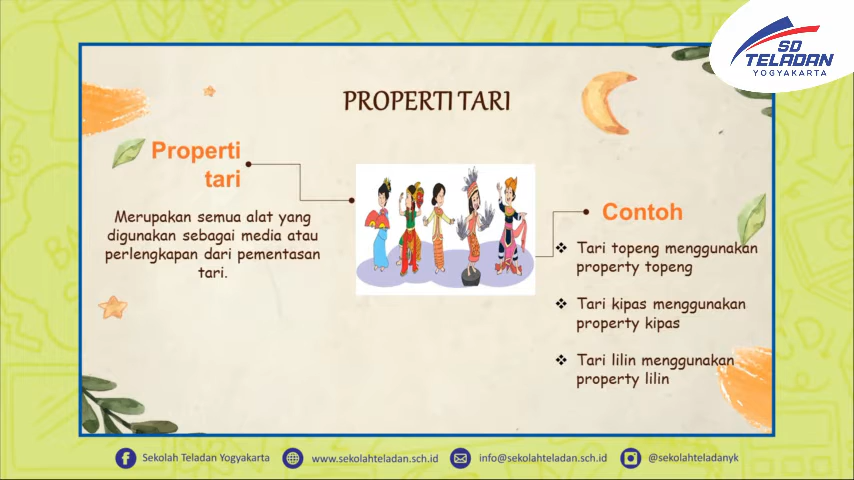 SD
TELADAN
YOGYAKARTA
PROPERTI TARI
Properti
tari
Merupakan semua alat yang
digunakan sebagai media atau
perlengkapan dari pementasan
tari.
Contoh
❖ Tari topeng menggunakan
property topeng
❖ Tari kipas menggunakan
property kipas
❖ Tari lilin menggunakan
property lilin
Sekolah Teladan Yogyakarta
www.sekolahteladan.sch.id
info@sekolahteladan.sch.id
@sekolahteladanyk